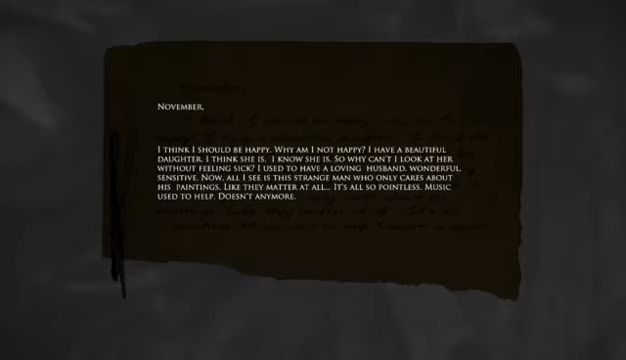 November,
I think I should be happy. Why am I not happy? I have a beautiful
daughter. I think she is. I know she is. So why can't I look at her
without feeling sick? I used to have a loving husband. Wonderful.
Sensitive. Now, all I see is this strange man who only cares about
his paintings. Like they matter at all... It's all so pointless. Music
used to help. Doesn't anymore.